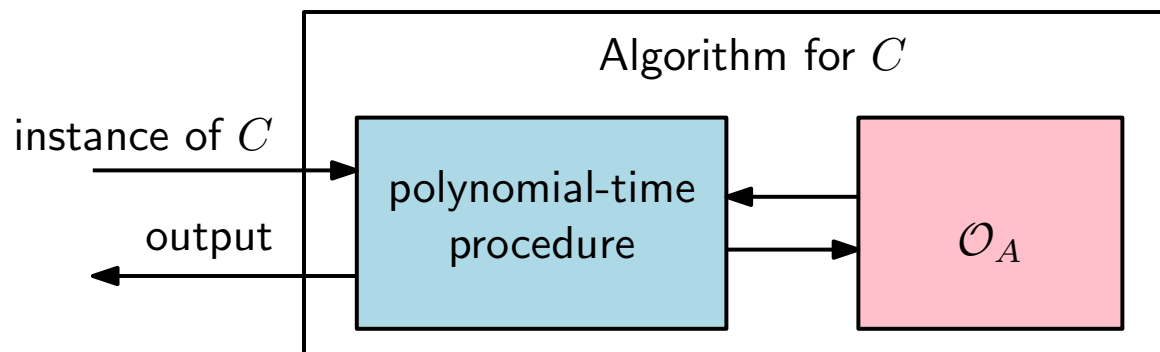 Algorithm for C
instance of C
polynomial-time
procedure
output
𝒪_A